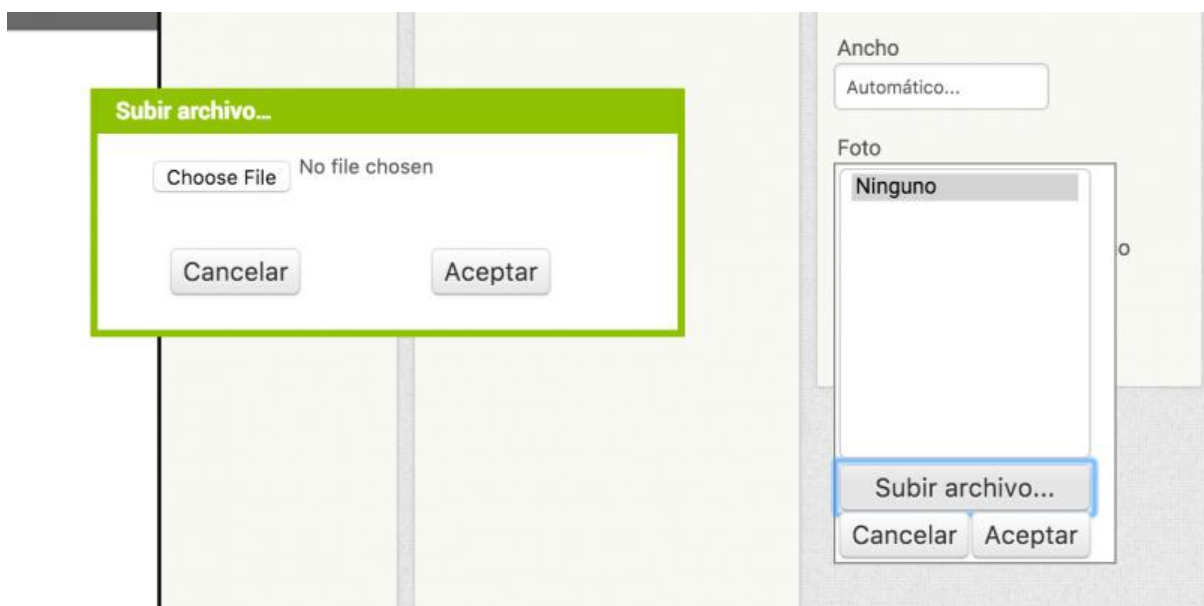 Subir archivo...
Choose File No file chosen
Cancelar Aceptar
Ancho
Automático...
Foto
Ninguno
o
Subir archivo...
Cancelar Aceptar